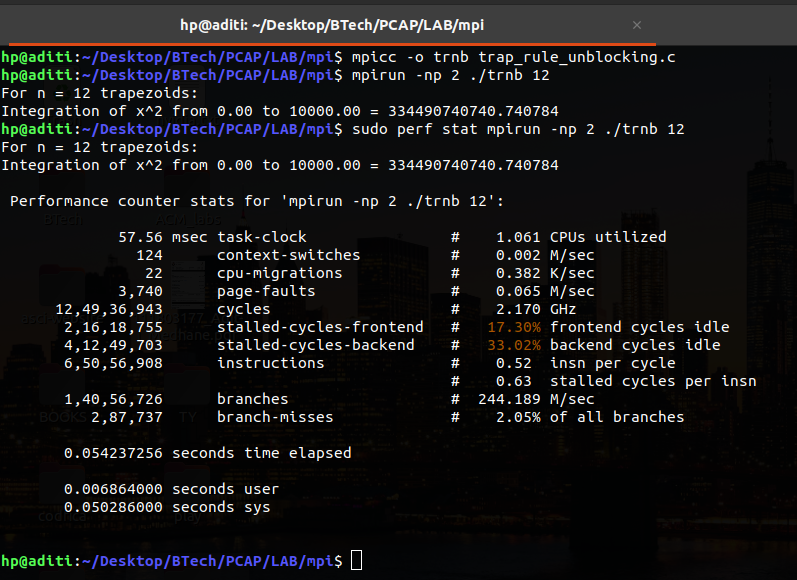 hp@aditi: ~/Desktop/BTech/PCAP/LAB/mpi ×
hp@aditi:~/Desktop/BTech/PCAP/LAB/mpi$ mpicc -o trnb trap_rule_unblocking.c
hp@aditi:~/Desktop/BTech/PCAP/LAB/mpi$ mpirun -np 2 ./trnb 12
For n = 12 trapezoids:
Integration of x^2 from 0.00 to 10000.00 = 334490740740.740784
hp@aditi:~/Desktop/BTech/PCAP/LAB/mpi$ sudo perf stat mpirun -np 2 ./trnb 12
For n = 12 trapezoids:
Integration of x^2 from 0.00 to 10000.00 = 334490740740.740784
Performance counter stats for 'mpirun -np 2 ./trnb 12':
57.56 msec task-clock # 1.061 CPUs utilized
124 context-switches # 0.002 M/sec
22 cpu-migrations # 0.382 K/sec
3,740 page-faults # 0.065 M/sec
12,49,36,943 cycles # 2.170 GHz
2,16,18,755 stalled-cycles-frontend # 17.30% frontend cycles idle
4,12,49,703 stalled-cycles-backend # 33.02% backend cycles idle
6,50,56,908 instructions # 0.52 insn per cycle
# 0.63 stalled cycles per insn
1,40,56,726 branches # 244.189 M/sec
2,87,737 branch-misses # 2.05% of all branches
0.054237256 seconds time elapsed
0.006864000 seconds user
0.050286000 seconds sys
hp@aditi:~/Desktop/BTech/PCAP/LAB/mpi$
BTech
BOOKS
TY